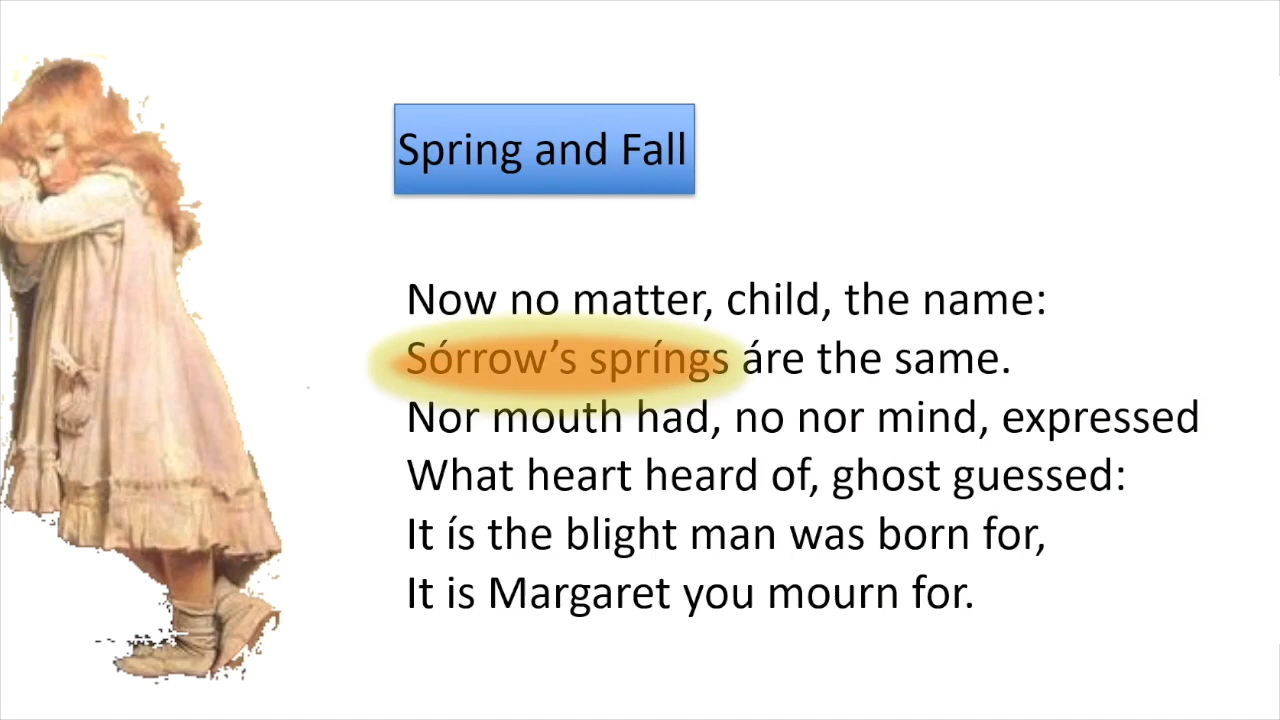 Spring and Fall
Now no matter, child, the name:
Sórrow’s spríngs áre the same.
Nor mouth had, no nor mind, expressed
What heart heard of, ghost guessed:
It ís the blight man was born for,
It is Margaret you mourn for.